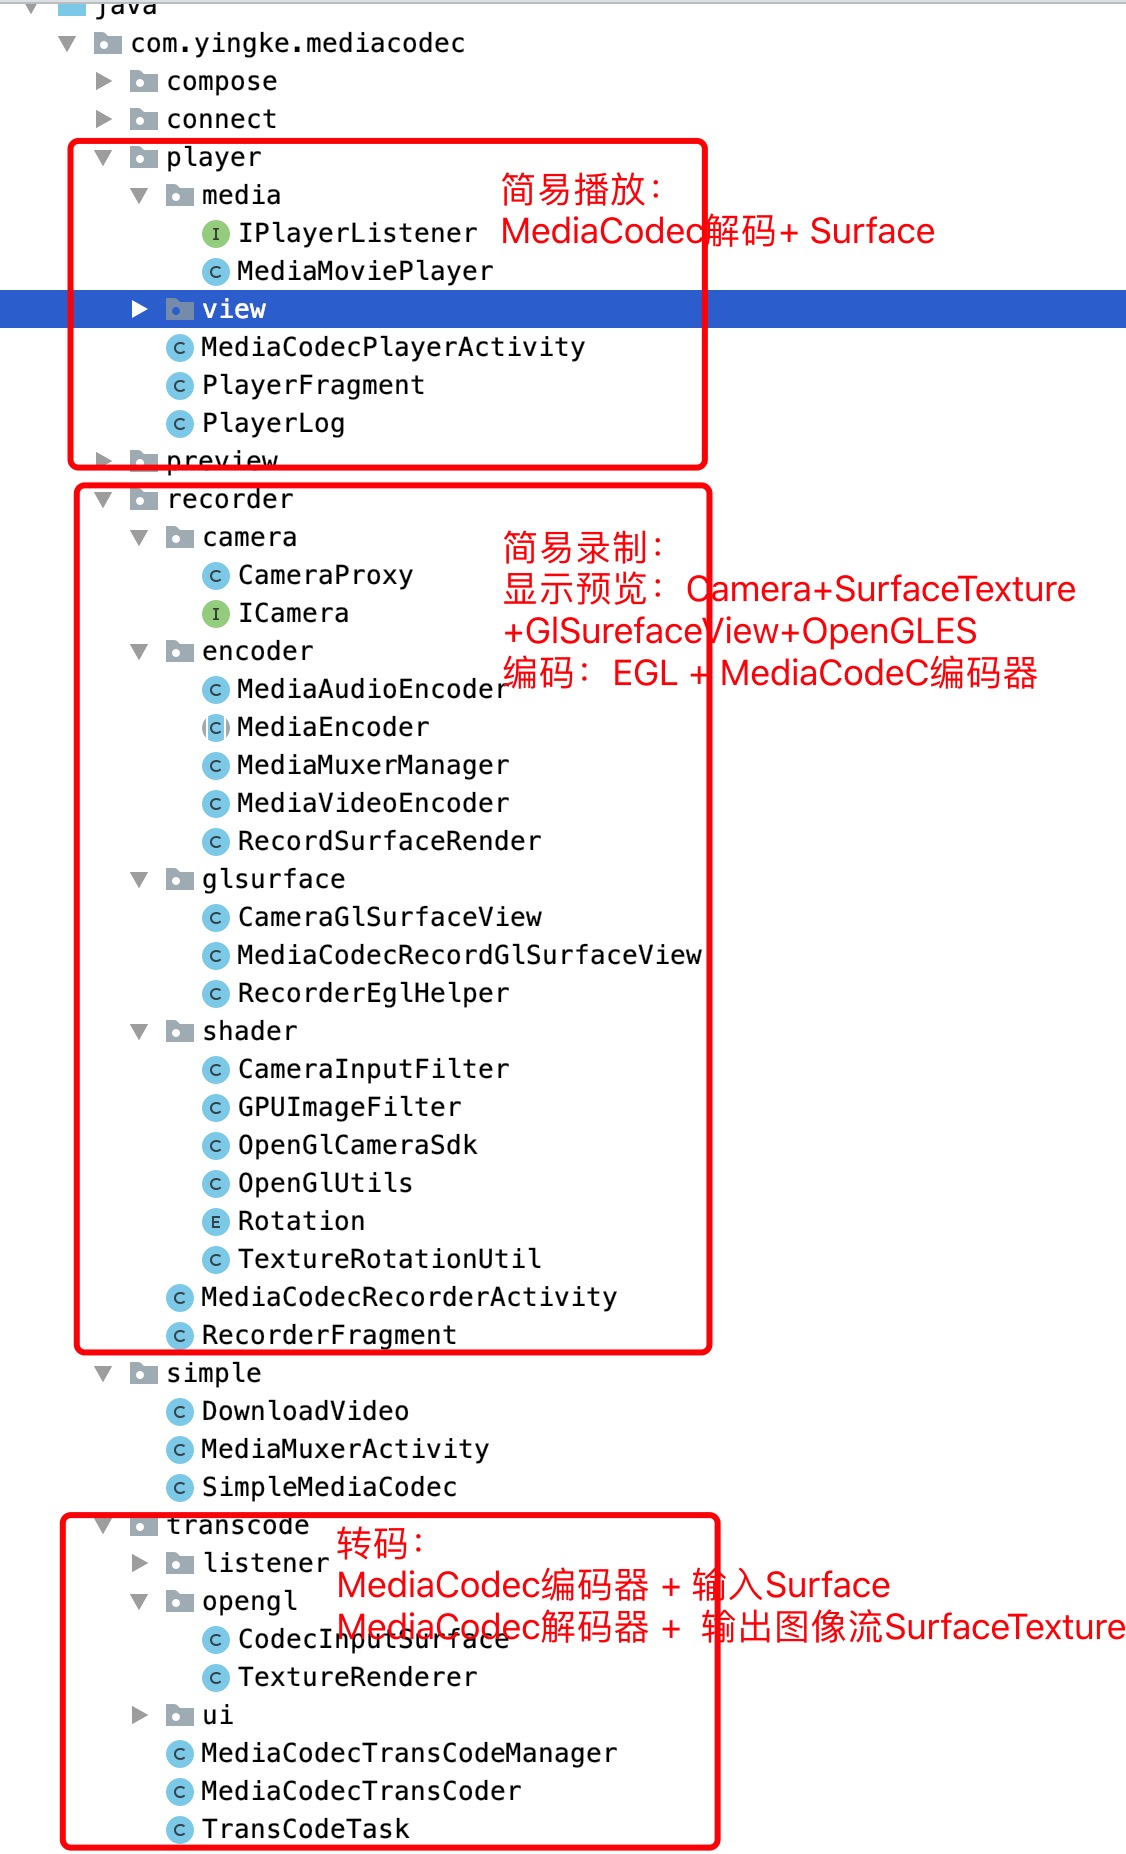 java
com.yingke.mediacodec
compose
connect
player
media
简易播放：
IPlayerListener
MediaCodec解码+ Surface
MediaMoviePlayer
view
MediaCodecPlayerActivity
PlayerFragment
PlayerLog
preview
recorder
camera
简易录制：
CameraProxy
显示预览：Camera+SurfaceTexture
ICamera
+GlSurefaceView+OpenGLES
encoder
编码：EGL + MediaCodeC编码器
MediaAudioEncoder
MediaEncoder
MediaMuxerManager
MediaVideoEncoder
RecordSurfaceRender
glsurface
CameraGlSurfaceView
MediaCodecRecordGlSurfaceView
RecorderEglHelper
shader
CameraInputFilter
GPUImageFilter
OpenGlCameraSdk
OpenGlUtils
Rotation
TextureRotationUtil
MediaCodecRecorderActivity
RecorderFragment
simple
DownloadVideo
MediaMuxerActivity
SimpleMediaCodec
transcode
转码：
listener
MediaCodec编码器 + 输入Surface
opengl
MediaCodec解码器 + 输出图像流SurfaceTexture
CodecInputSurface
TextureRenderer
ui
MediaCodecTransCodeManager
MediaCodecTransCoder
TransCodeTask